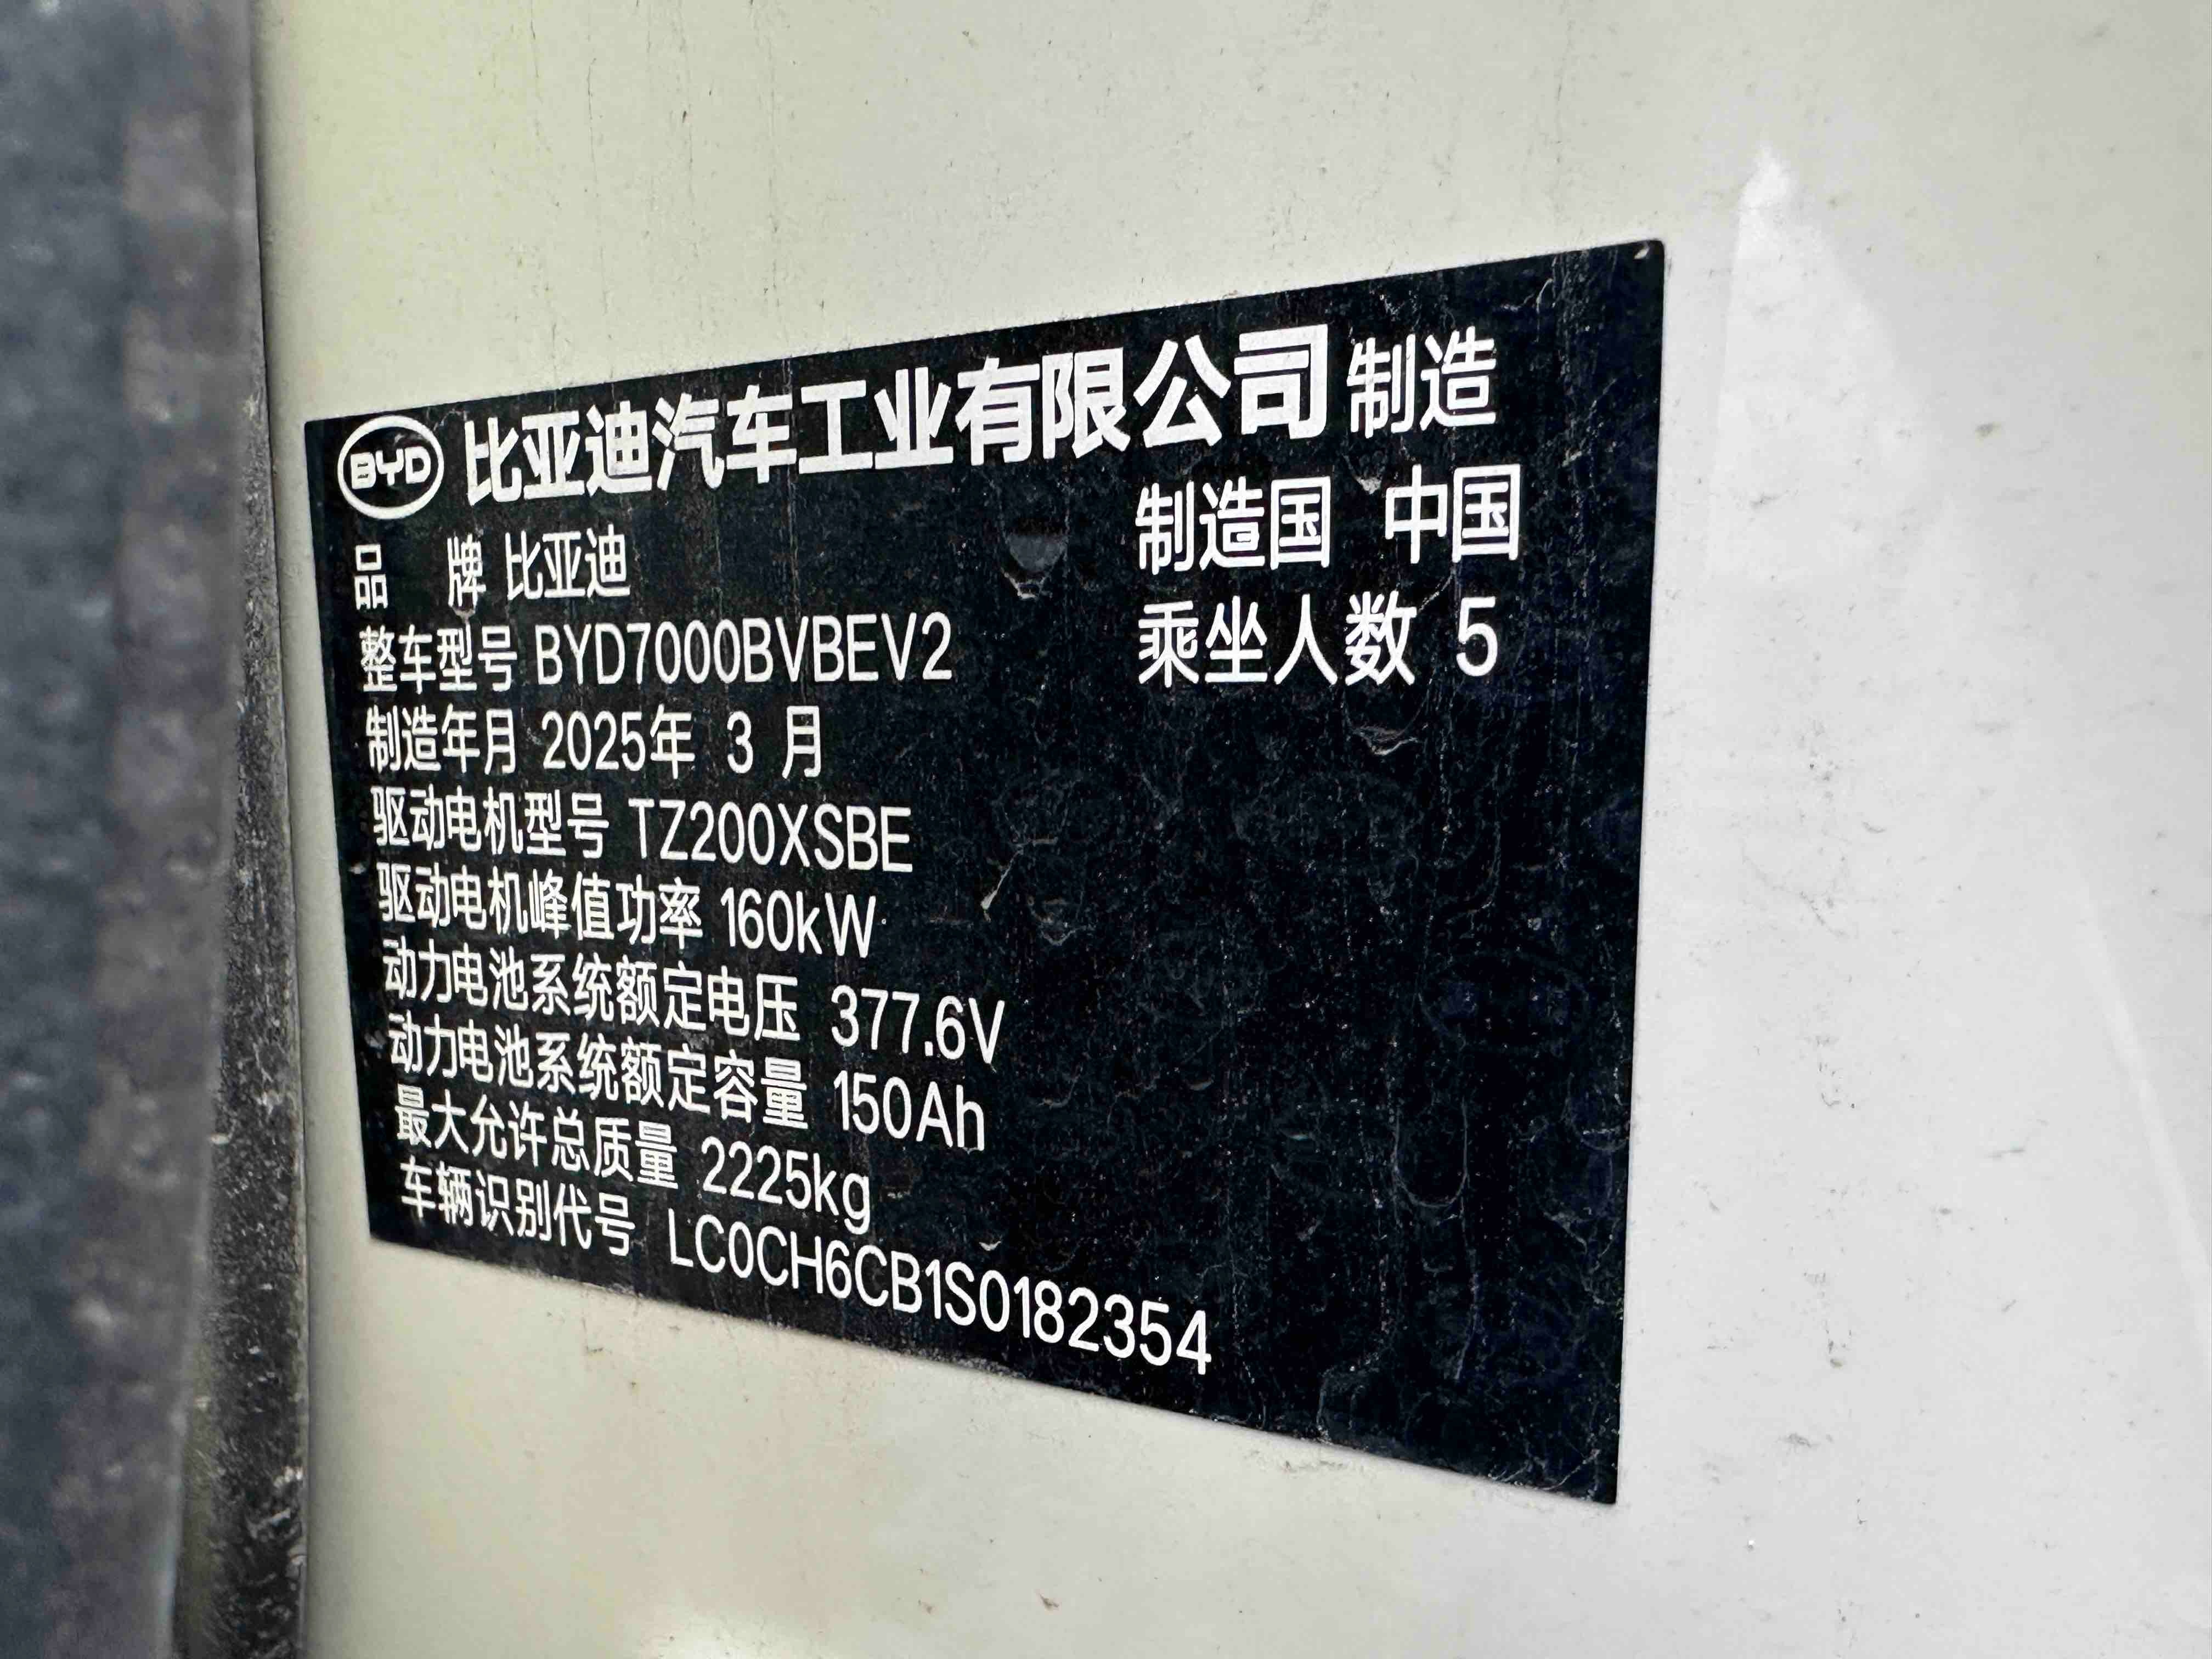 BYD 比亚迪汽车工业有限公司 制造
品 牌 比亚迪 制造国 中国
整车型号 BYD7000BVBEV2 乘坐人数 5
制造年月 2025年 3 月
驱动电机型号 TZ200XSBE
驱动电机峰值功率 160kW
动力电池系统额定电压 377.6V
动力电池系统额定容量 150Ah
最大允许总质量 2225kg
车辆识别代号 LC0CH6CB1S0182354